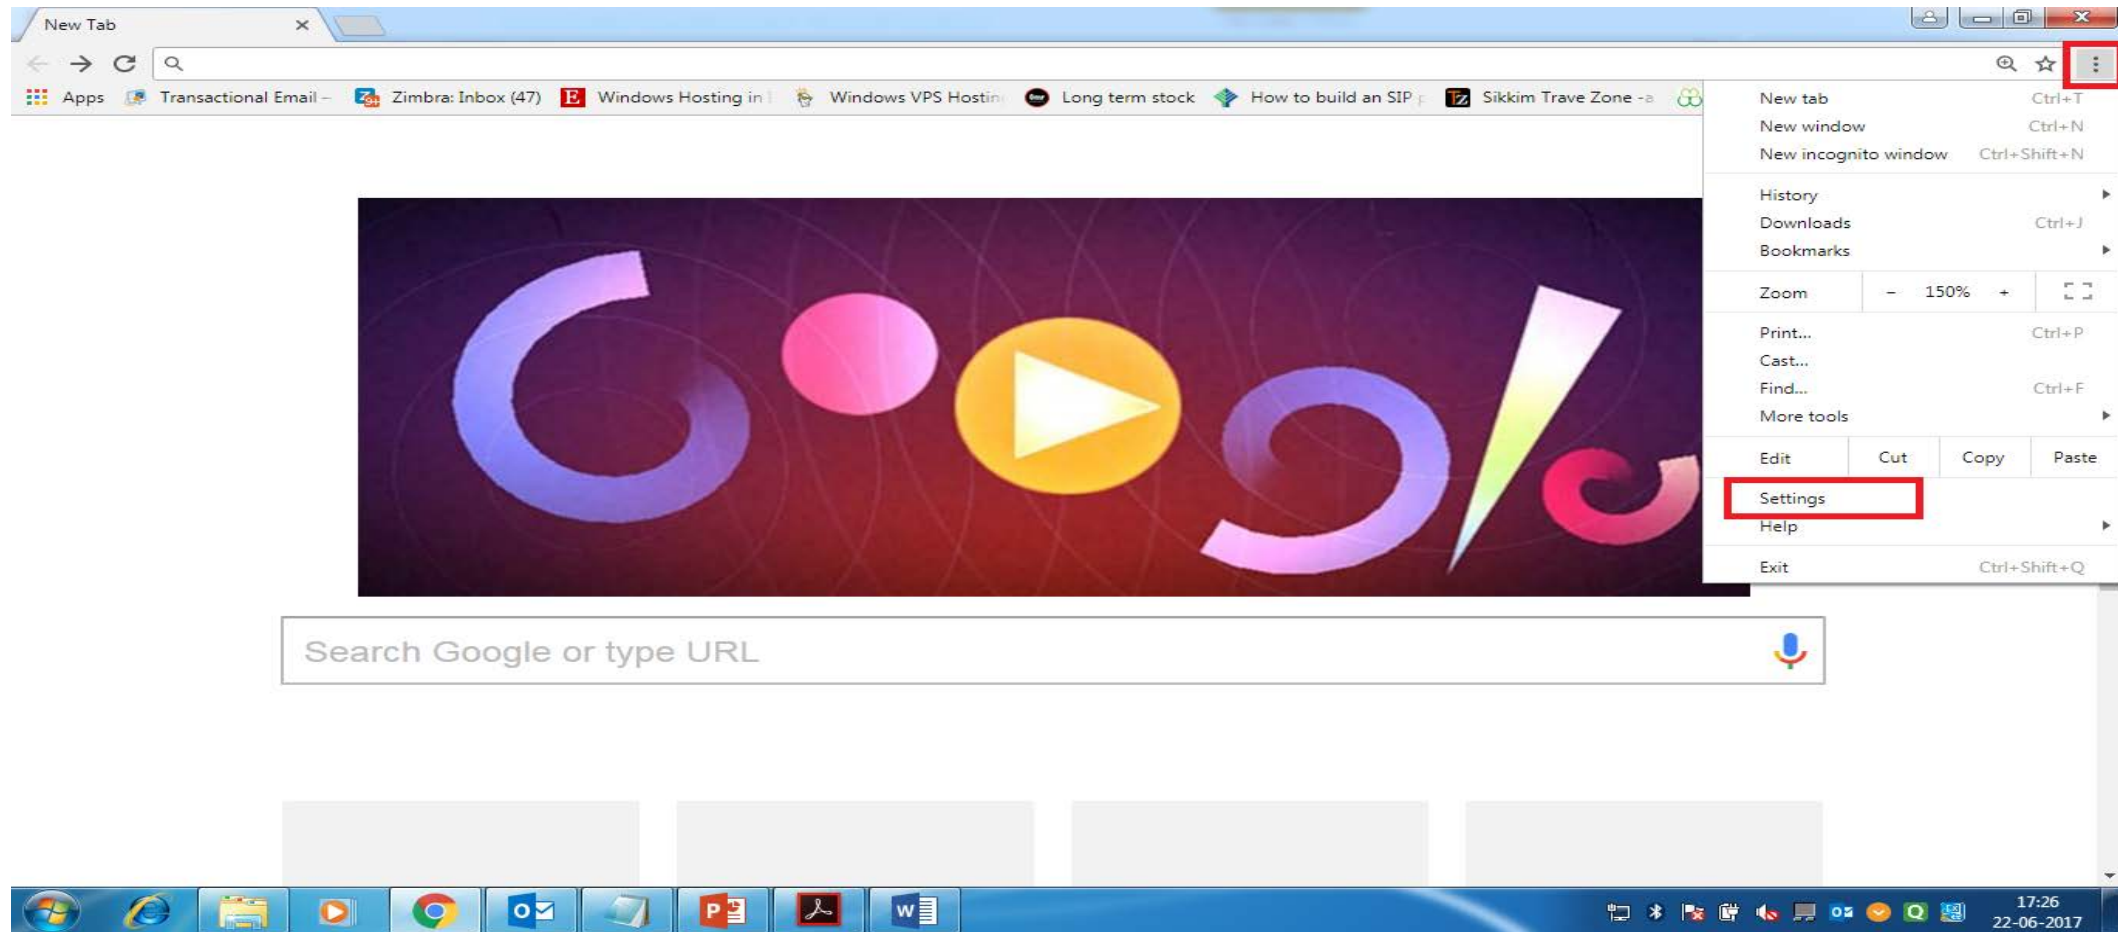 New Tab
Apps Transactional Email – Zimbra: Inbox (47) Windows Hosting in Windows VPS Hostin Long term stock How to build an SIP p Sikkim Trave Zone -a
New tab Ctrl+T
New window Ctrl+N
New incognito window Ctrl+Shift+N
History
Downloads Ctrl+J
Bookmarks
Zoom - 150% +
Print... Ctrl+P
Cast...
Find... Ctrl+F
More tools
Edit Cut Copy Paste
Settings
Help
Exit Ctrl+Shift+Q
Search Google or type URL
17:26
22-06-2017